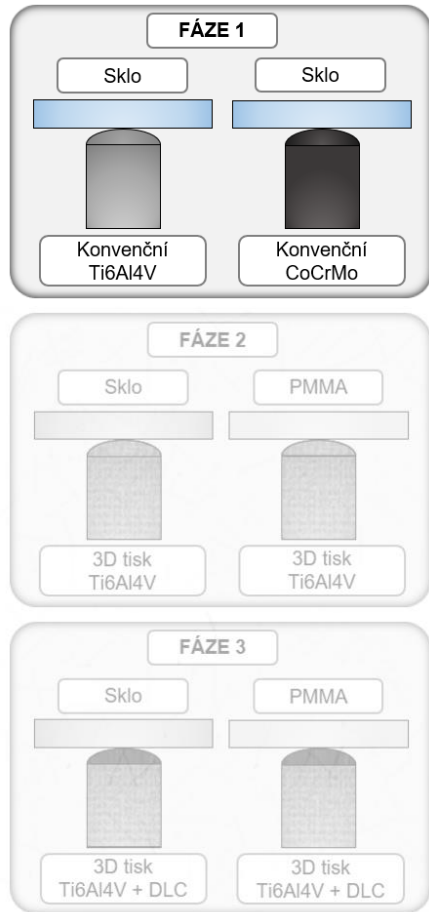 FÁZE 1
Sklo
Sklo
Konvenční
Ti6Al4V
Konvenční
CoCrMo
FÁZE 2
Sklo
PMMA
3D tisk
Ti6Al4V
3D tisk
Ti6Al4V
FÁZE 3
Sklo
PMMA
3D tisk
Ti6Al4V + DLC
3D tisk
Ti6Al4V + DLC